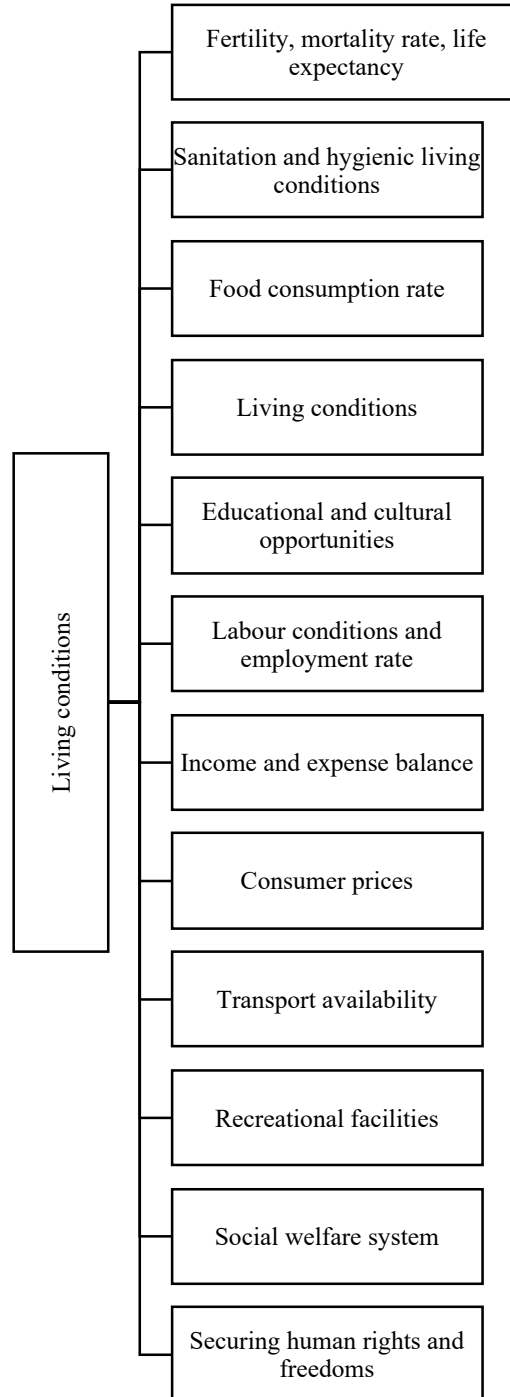 Fertility, mortality rate, life
expectancy
Sanitation and hygienic living
conditions
Food consumption rate
Living conditions
Educational and cultural
opportunities
Living conditions
Labour conditions and
employment rate
Income and expense balance
Consumer prices
Transport availability
Recreational facilities
Social welfare system
Securing human rights and
freedoms